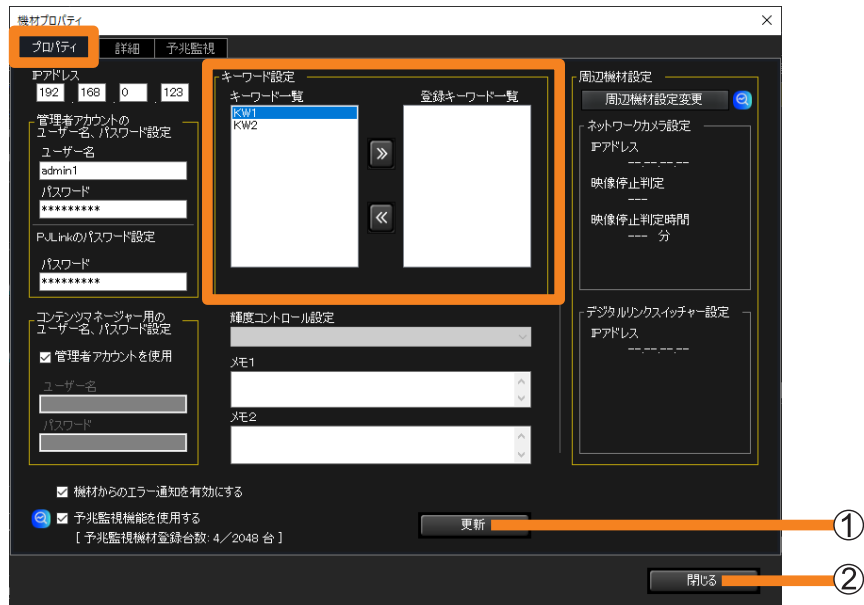 機材プロパティ
プロパティ
詳細
予兆監視
IPアドレス
192 . 168 . 0 . 123
管理者アカウントの
ユーザー名、パスワード設定
ユーザー名
admin1
パスワード
*********
PJLinkのパスワード設定
パスワード
*********
コンテンツマネージャー用の
ユーザー名、パスワード設定
管理者アカウントを使用
ユーザー名
パスワード
キーワード設定
キーワード一覧
KW1
KW2
登録キーワード一覧
輝度コントロール設定
メモ1
メモ2
周辺機材設定
周辺機材設定変更
ネットワークカメラ設定
IPアドレス
---.---.---.---
映像停止判定
---
映像停止判定時間
--- 分
デジタルリンクスイッチャー設定
IPアドレス
---.---.---.---
機材からのエラー通知を有効にする
予兆監視機能を使用する
[ 予兆監視機材登録台数: 4／2048 台 ]
更新
①
閉じる
②